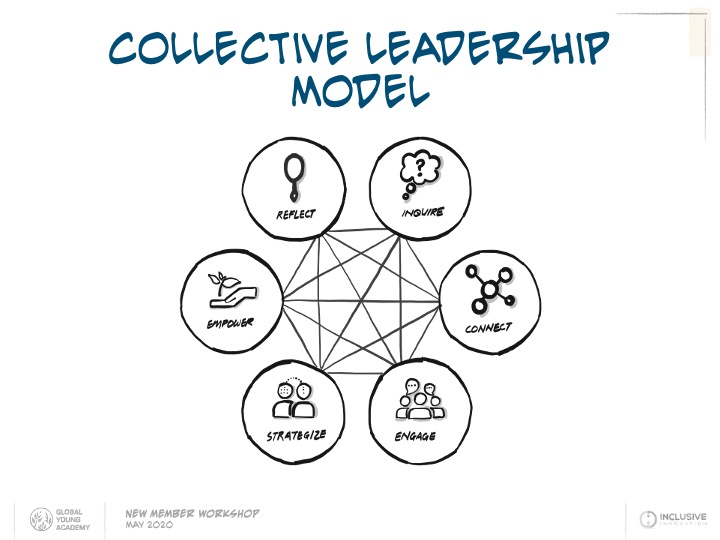 COLLECTIVE LEADERSHIP
MODEL
REFLECT
?
INQUIRE
EMPOWER
CONNECT
STRATEGIZE
ENGAGE
GLOBAL
YOUNG
ACADEMY
NEW MEMBER WORKSHOP
MAY 2020
INCLUSIVE
INNOVATION